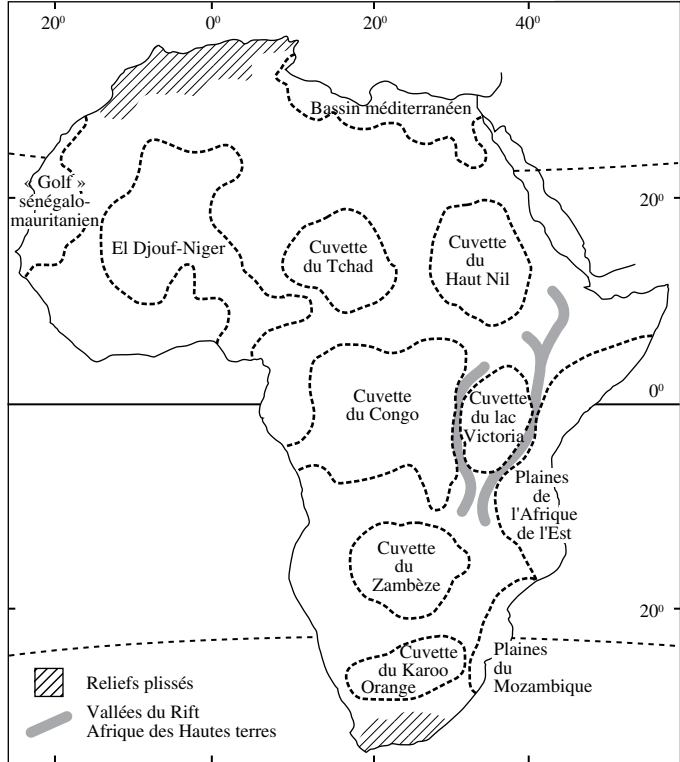 20⁰ 0⁰ 20⁰ 40⁰
Bassin méditerranéen
« Golf »
sénégalo-
mauritanien
20⁰
El Djouf-Niger
Cuvette
du Tchad
Cuvette
du
Haut Nil
Cuvette
du Congo
Cuvette
du lac
Victoria
0⁰
Plaines
de
l'Afrique
de l'Est
Cuvette
du
Zambèze
20⁰
Cuvette
du Karoo
Orange
Plaines
du
Mozambique
Reliefs plissés
Vallées du Rift
Afrique des Hautes terres